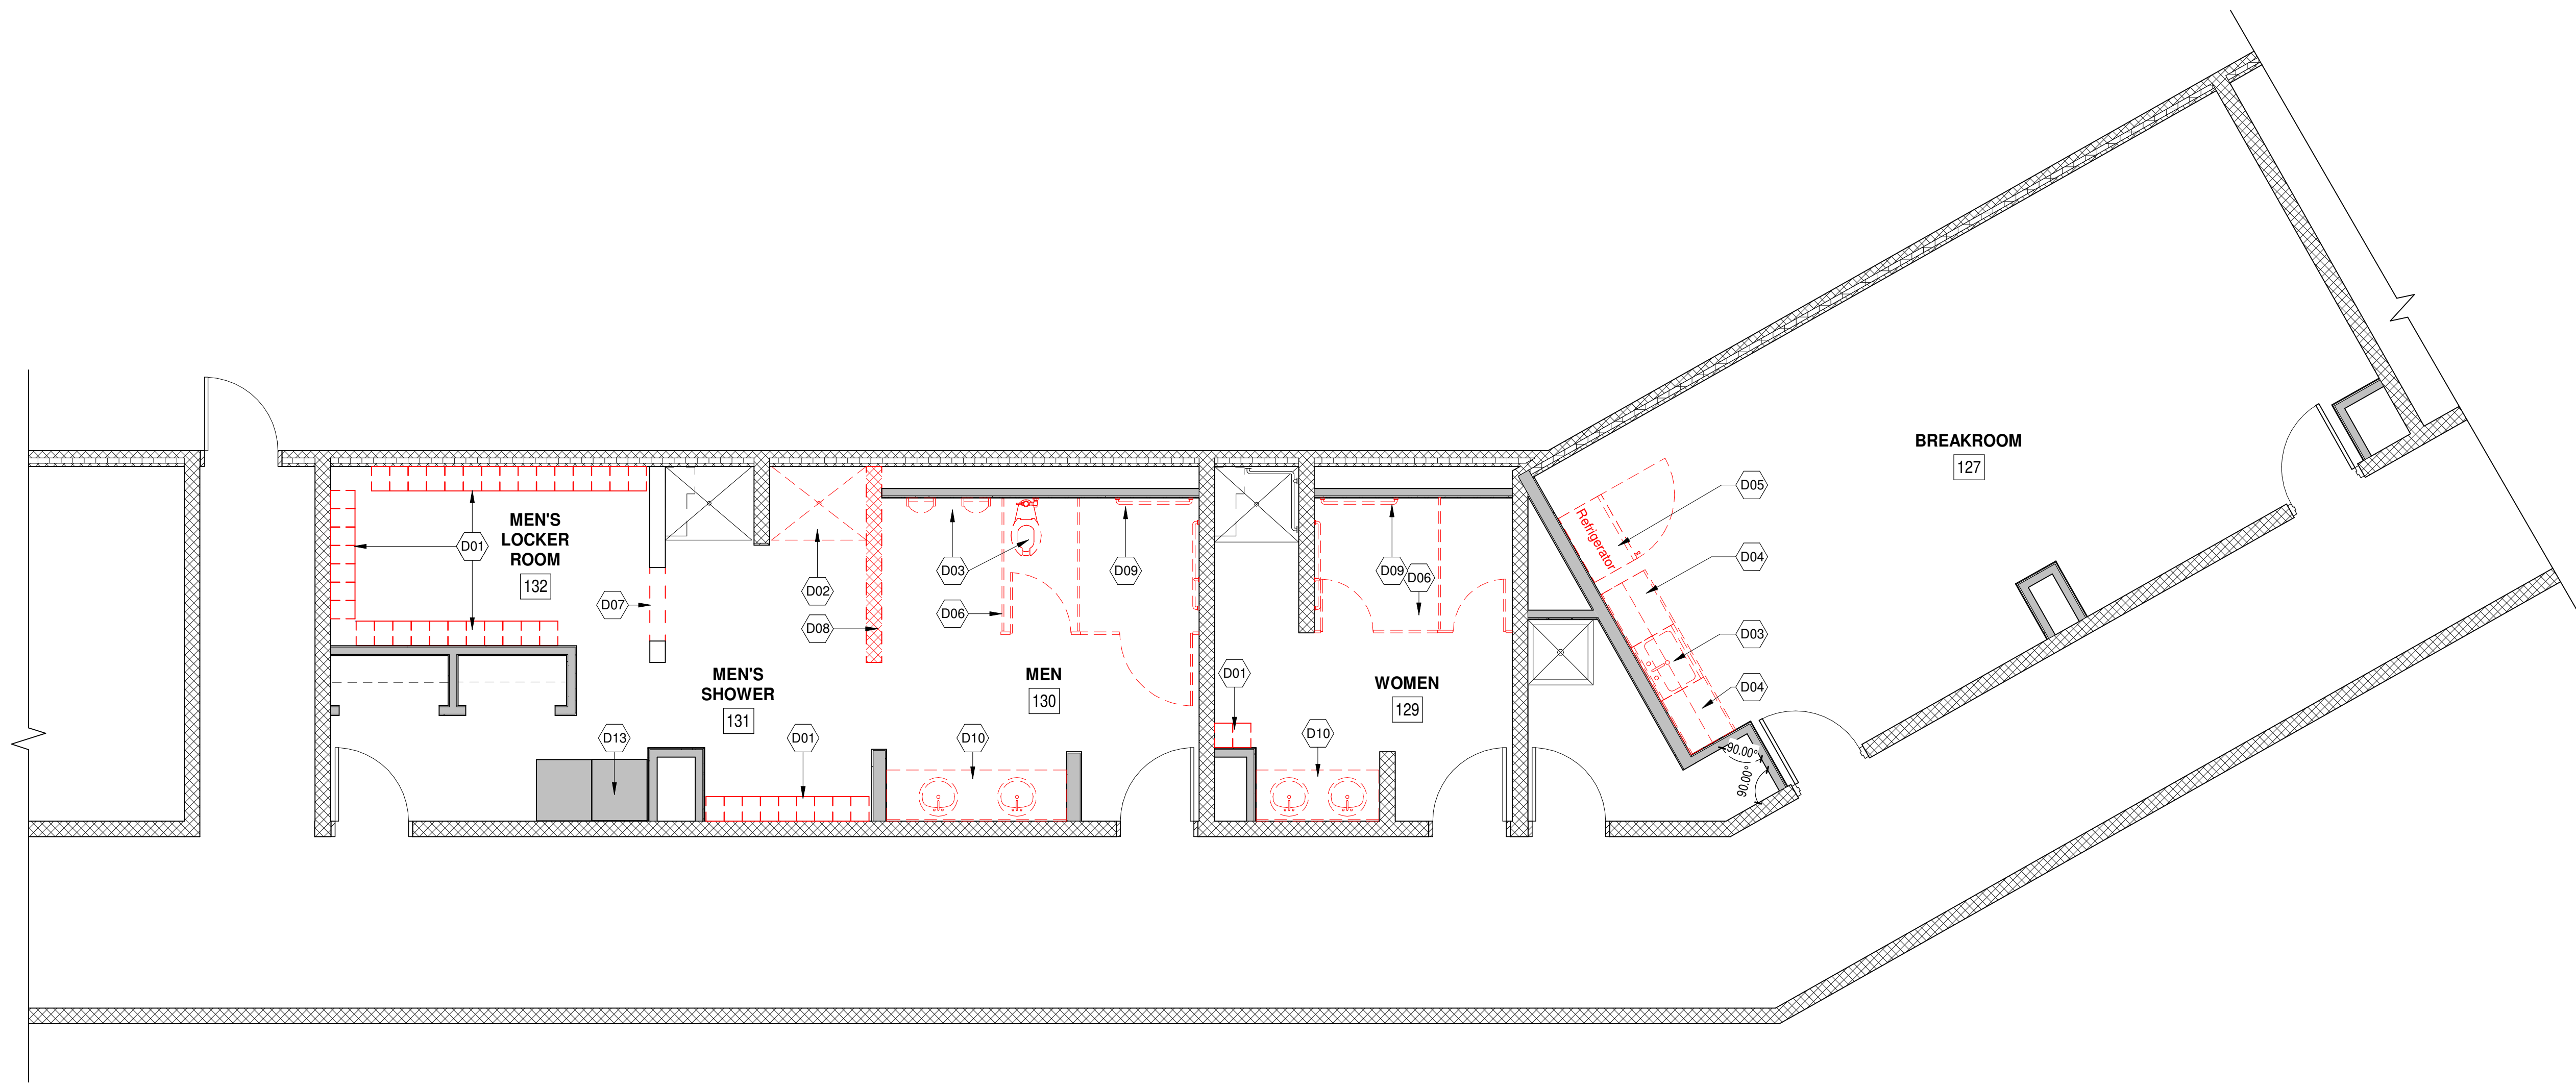 MEN'S
LOCKER
ROOM
132
D01
D07
D13
MEN'S
SHOWER
131
D01
D02
D08
D03
D06
D09
MEN
130
D10
D01
D09
D06
WOMEN
129
D10
Refrigerator
D05
D04
D03
D04
90.00°
90.00°
BREAKROOM
127